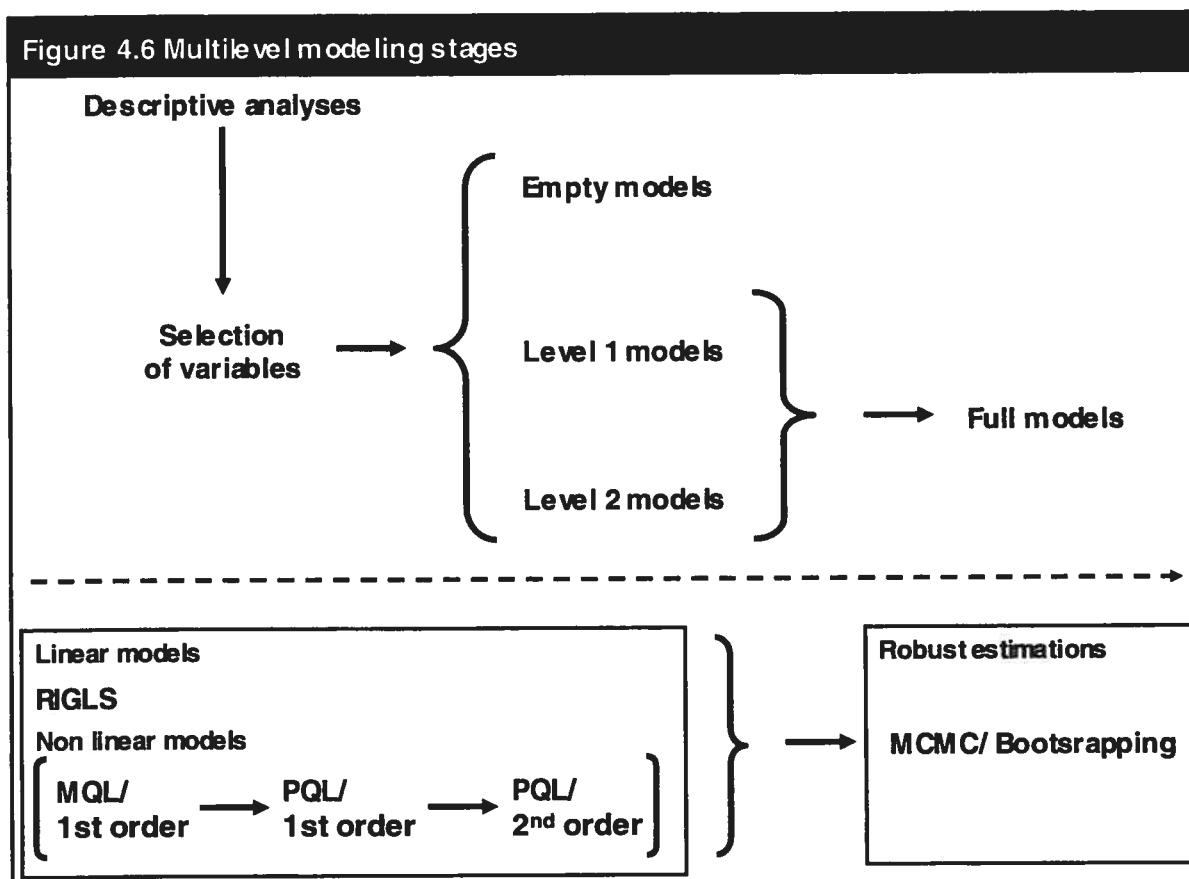 Figure 4.6 Multilevel modeling stages
Descriptive analyses
Empty models
Selection
of variables
Level 1 models
Full models
Level 2 models
Linear models
RIGLS
Non linear models
MQL/
1st order
PQL/
1st order
PQL/
2nd order
Robust estimations
MCMC/ Bootsrapping